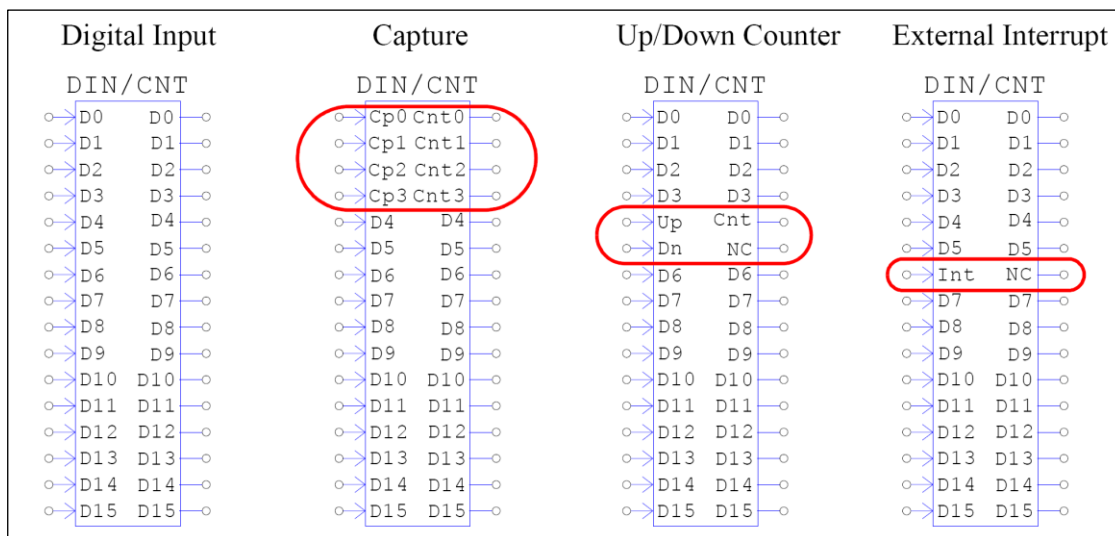 Digital Input Capture Up/Down Counter External Interrupt
DIN/CNT DIN/CNT DIN/CNT DIN/CNT
D0 D0 Cp0 Cnt0 D0 D0 D0 D0
D1 D1 Cp1 Cnt1 D1 D1 D1 D1
D2 D2 Cp2 Cnt2 D2 D2 D2 D2
D3 D3 Cp3 Cnt3 D3 D3 D3 D3
D4 D4 D4 D4 Up Cnt D4 D4
D5 D5 D5 D5 Dn NC D5 D5
D6 D6 D6 D6 D6 D6 Int NC
D7 D7 D7 D7 D7 D7 D7 D7
D8 D8 D8 D8 D8 D8 D8 D8
D9 D9 D9 D9 D9 D9 D9 D9
D10 D10 D10 D10 D10 D10 D10 D10
D11 D11 D11 D11 D11 D11 D11 D11
D12 D12 D12 D12 D12 D12 D12 D12
D13 D13 D13 D13 D13 D13 D13 D13
D14 D14 D14 D14 D14 D14 D14 D14
D15 D15 D15 D15 D15 D15 D15 D15